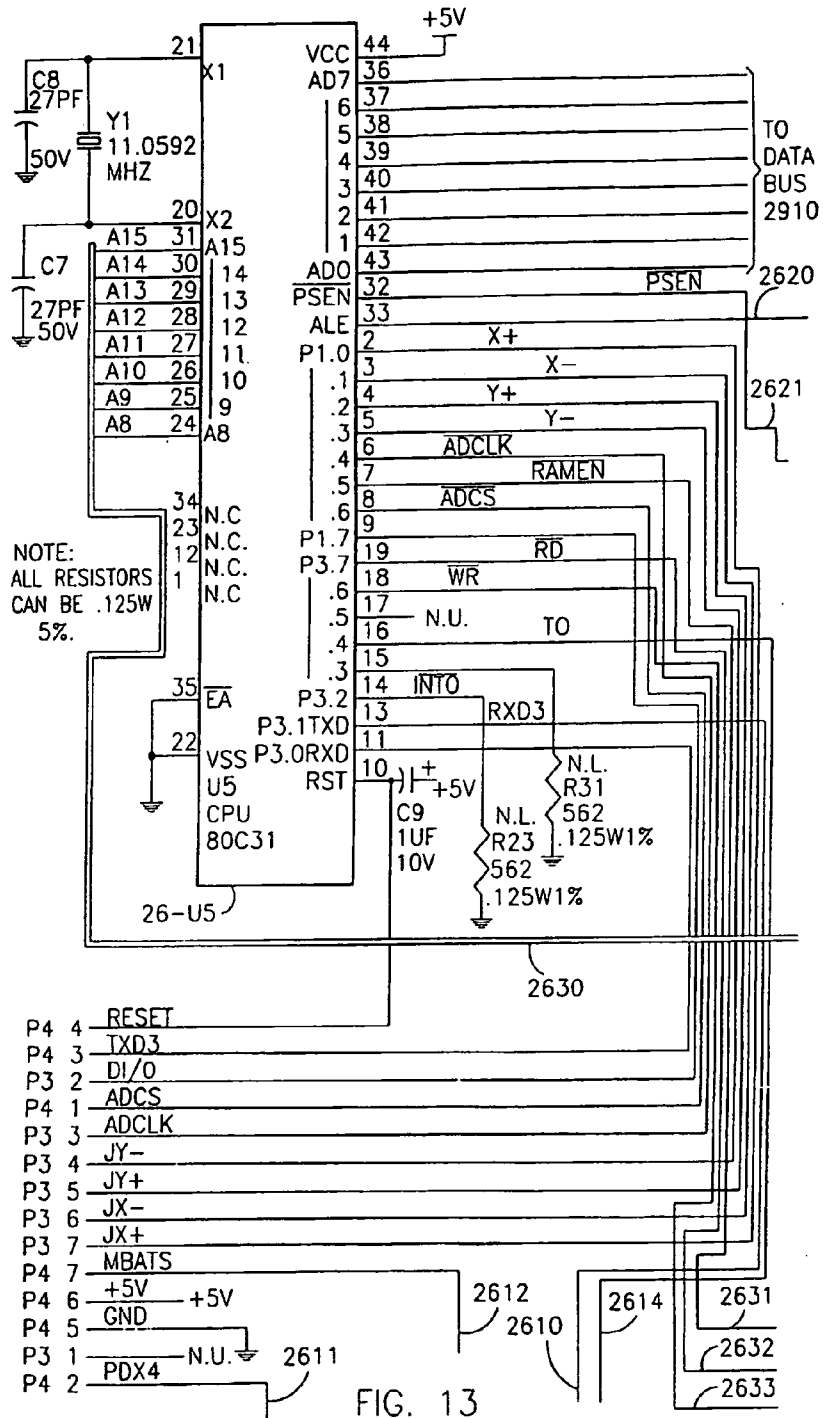 +5V
21
X1
C8
27PF
50V
Y1
11.0592
MHZ
20
X2
C7
27PF
50V
A15 31 A15
A14 30 14
A13 29 13
A12 28 12
A11 27 11
A10 26 10
A9 25 9
A8 24 A8
34 N.C
23 N.C.
12 N.C.
1 N.C
NOTE:
ALL RESISTORS
CAN BE .125W
5%.
35 EA
22 VSS
U5
CPU
80C31
26-U5
VCC 44
AD7 36
6 37
5 38
4 39
3 40
2 41
1 42
AD0 43
TO
DATA
BUS
2910
PSEN 32 PSEN
ALE 33 2620
P1.0 2 X+
.1 3 X-
.2 4 Y+
.3 5 Y-
2621
.4 6 ADCLK
.5 7 RAMEN
.6 8 ADCS
P1.7 9
P3.7 19 RD
.6 18 WR
.5 17 N.U.
.4 16 TO
.3 15
P3.2 14 INTO
P3.1TXD 13 RXD3
P3.0RXD 11
RST 10
+
+5V
C9
1UF
10V
N.L.
R23
562
.125W1%
N.L.
R31
562
.125W1%
2630
P4 4 RESET
P4 3 TXD3
P3 2 DI/O
P4 1 ADCS
P3 3 ADCLK
P3 4 JY-
P3 5 JY+
P3 6 JX-
P3 7 JX+
P4 7 MBATS
P4 6 +5V +5V
P4 5 GND
P3 1 N.U.
P4 2 PDX4
2611
2612
2610
2614
2631
2632
2633
FIG. 13